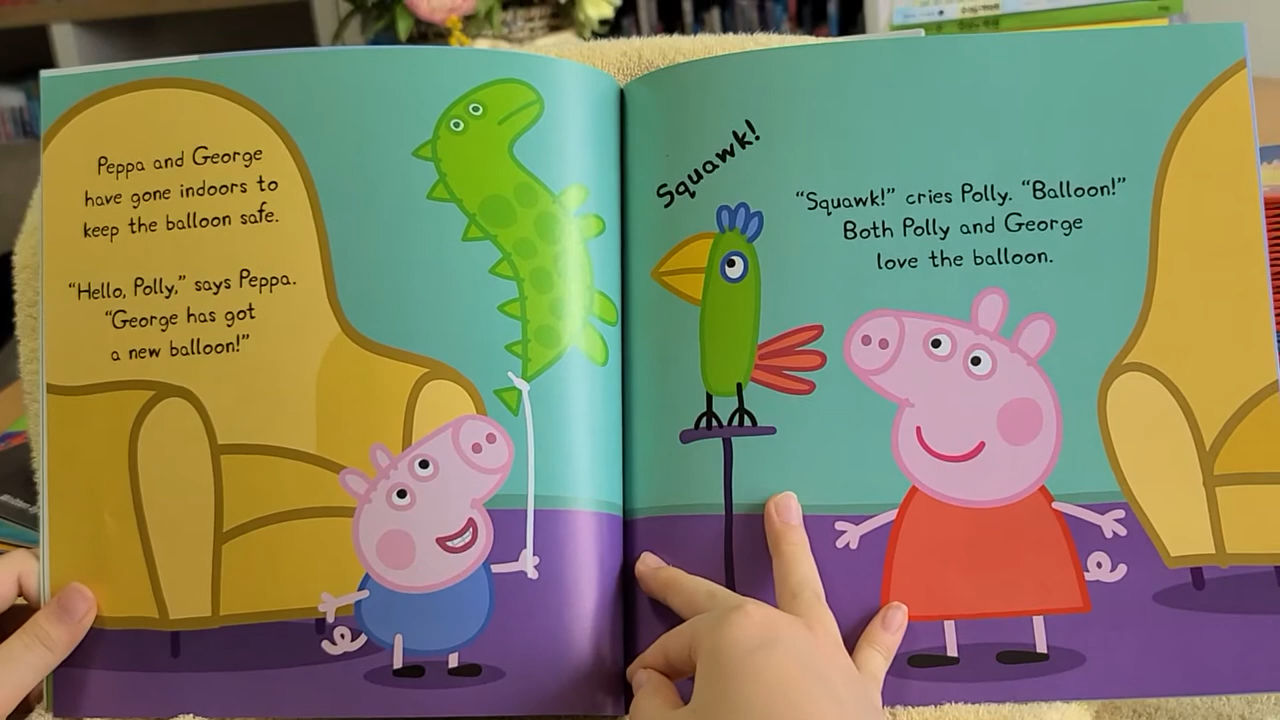 Peppa and George
have gone indoors to
keep the balloon safe.
"Hello, Polly," says Peppa.
"George has got
a new balloon!"
Squawk!
"Squawk!" cries Polly. "Balloon!"
Both Polly and George
love the balloon.